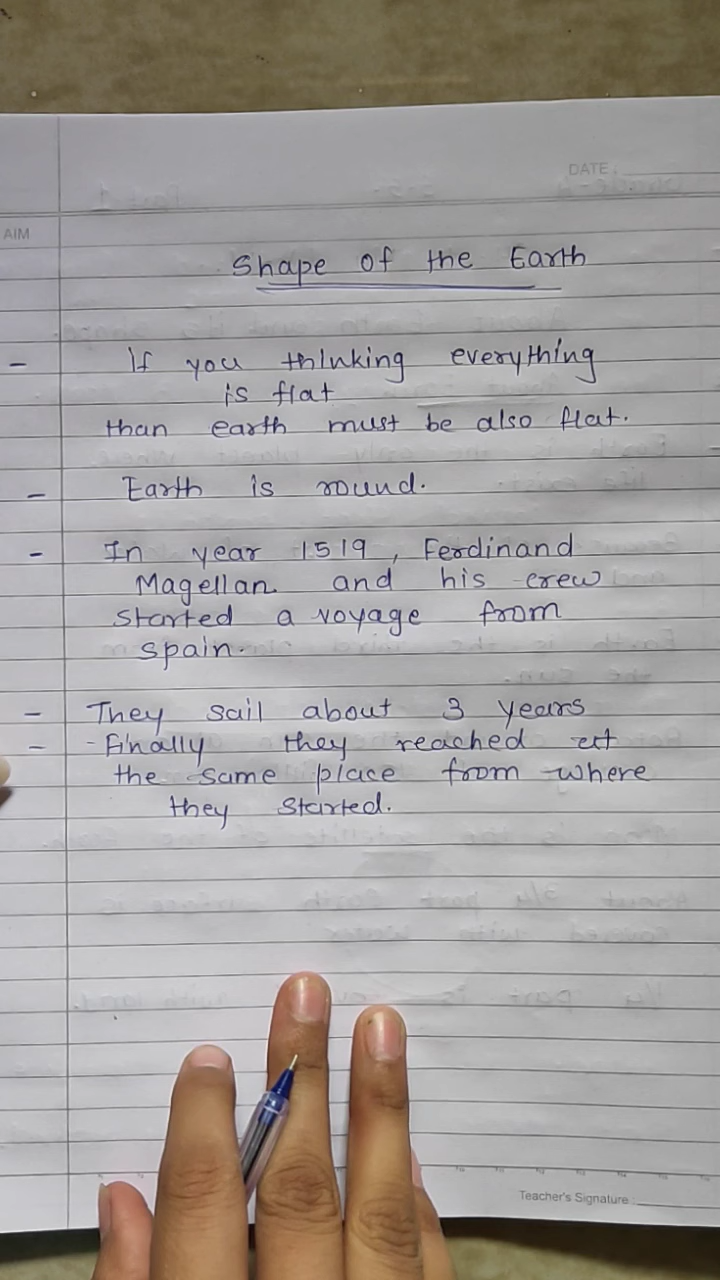 DATE
AIM
Shape of the Earth
- If you thinking everything
is flat
than earth must be also flat.
- Earth is round.
- In year 1519, Ferdinand
Magellan and his crew
started a voyage from
spain.
- They sail about 3 years
- - Finally they reached at
the same place from where
they started.
Teacher's Signature